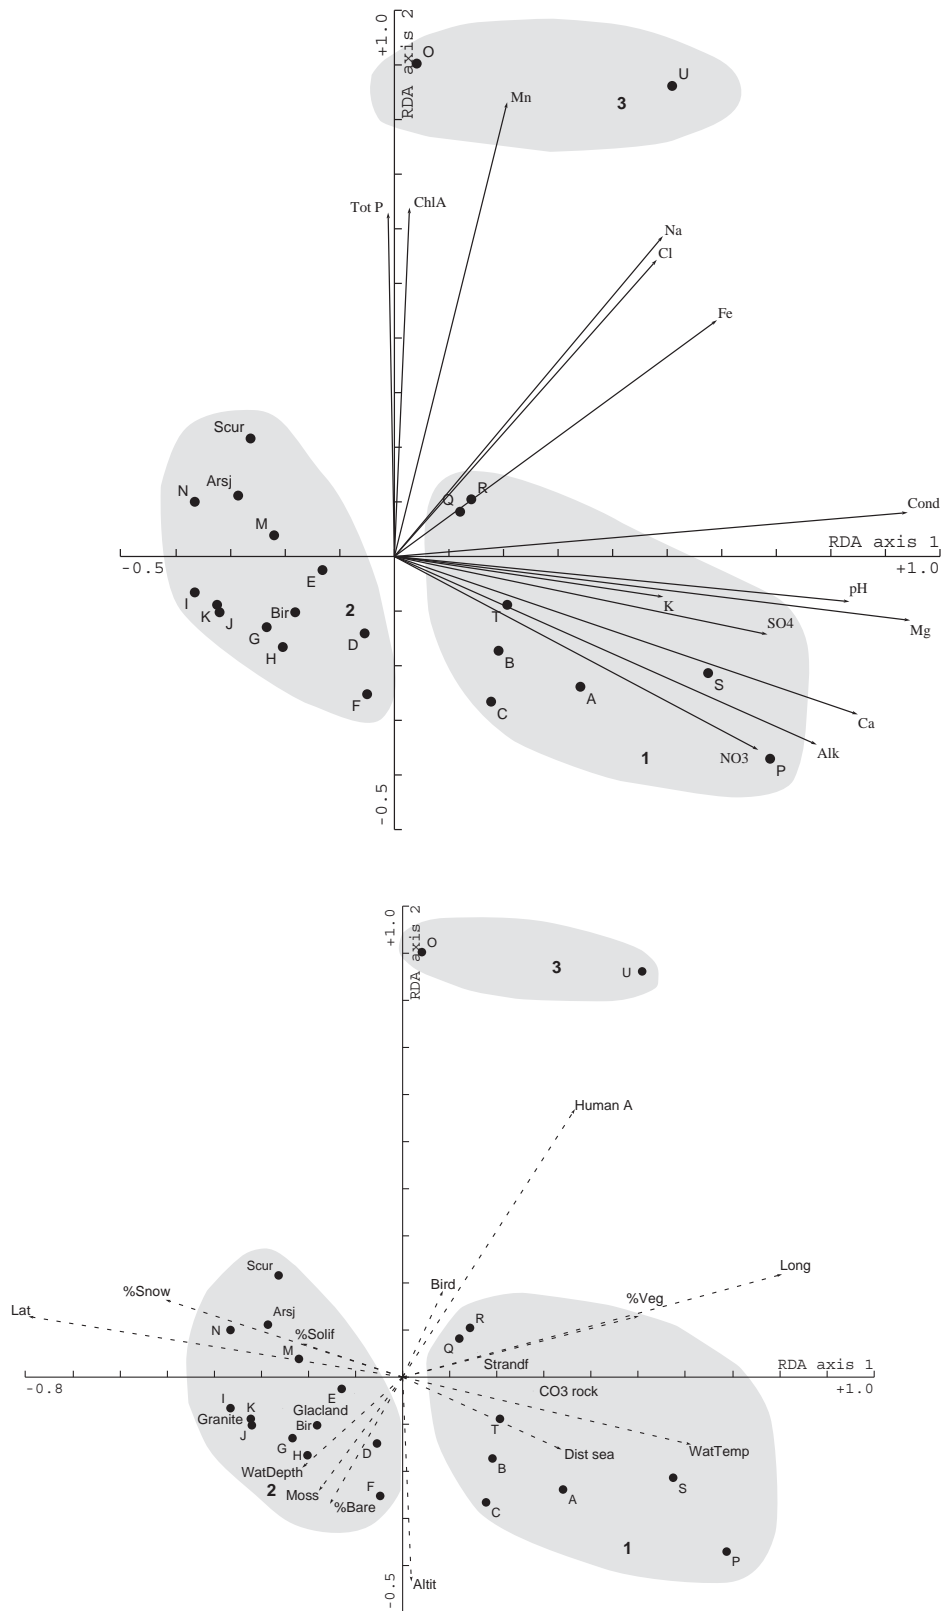 +1.0
RDA axis 2
O
U
3
Mn
Tot P
ChlA
Na
Cl
Fe
Scur
Arsj
N
M
R
Q
Cond
RDA axis 1
-0.5
+1.0
E
pH
I
K
J
Bir
2
K
T
SO4
Mg
G
H
D
B
S
F
C
A
Ca
1
NO3
Alk
P
-0.5
+1.0
RDA axis 2
O
3
U
Human A
Scur
Long
Bird
%Snow
%Veg
Lat
Arsj
N
%Solif
R
Q
M
Strandf
RDA axis 1
-0.8
E
CO3 rock
+1.0
I
K
Glacland
Granite
Bir
J
T
G
H
D
Dist sea
WatTemp
WatDepth
B
2
Moss
F
%Bare
A
S
C
1
P
Altit
-0.5